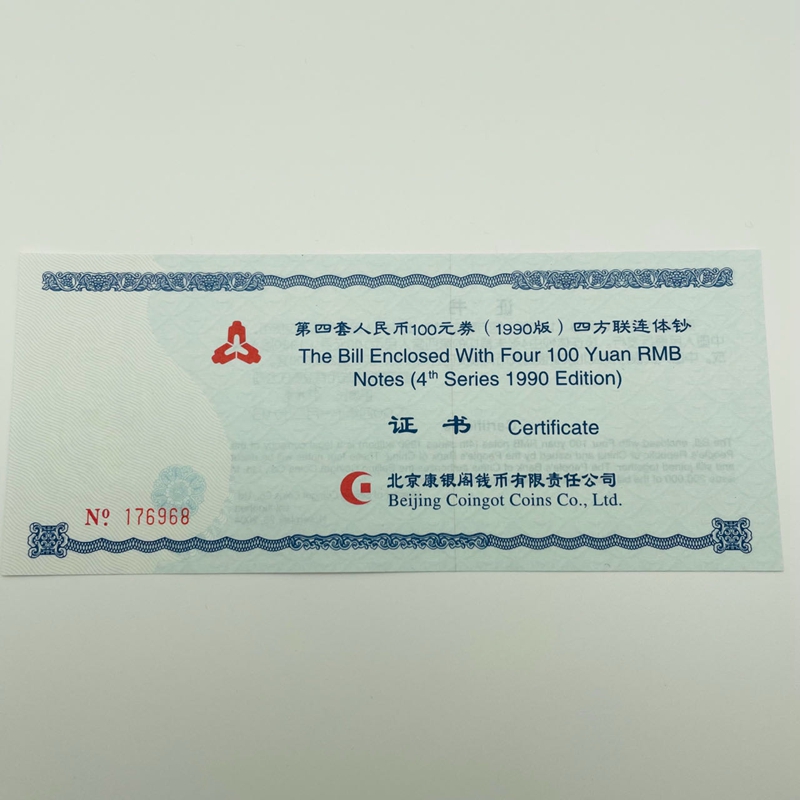 第四套人民币100元券（1990版）四方联连体钞
The Bill Enclosed With Four 100 Yuan RMB
Notes (4th Series 1990 Edition)
证书 Certificate
北京康银阁钱币有限责任公司
Beijing Coingot Coins Co., Ltd.
Nº 176968